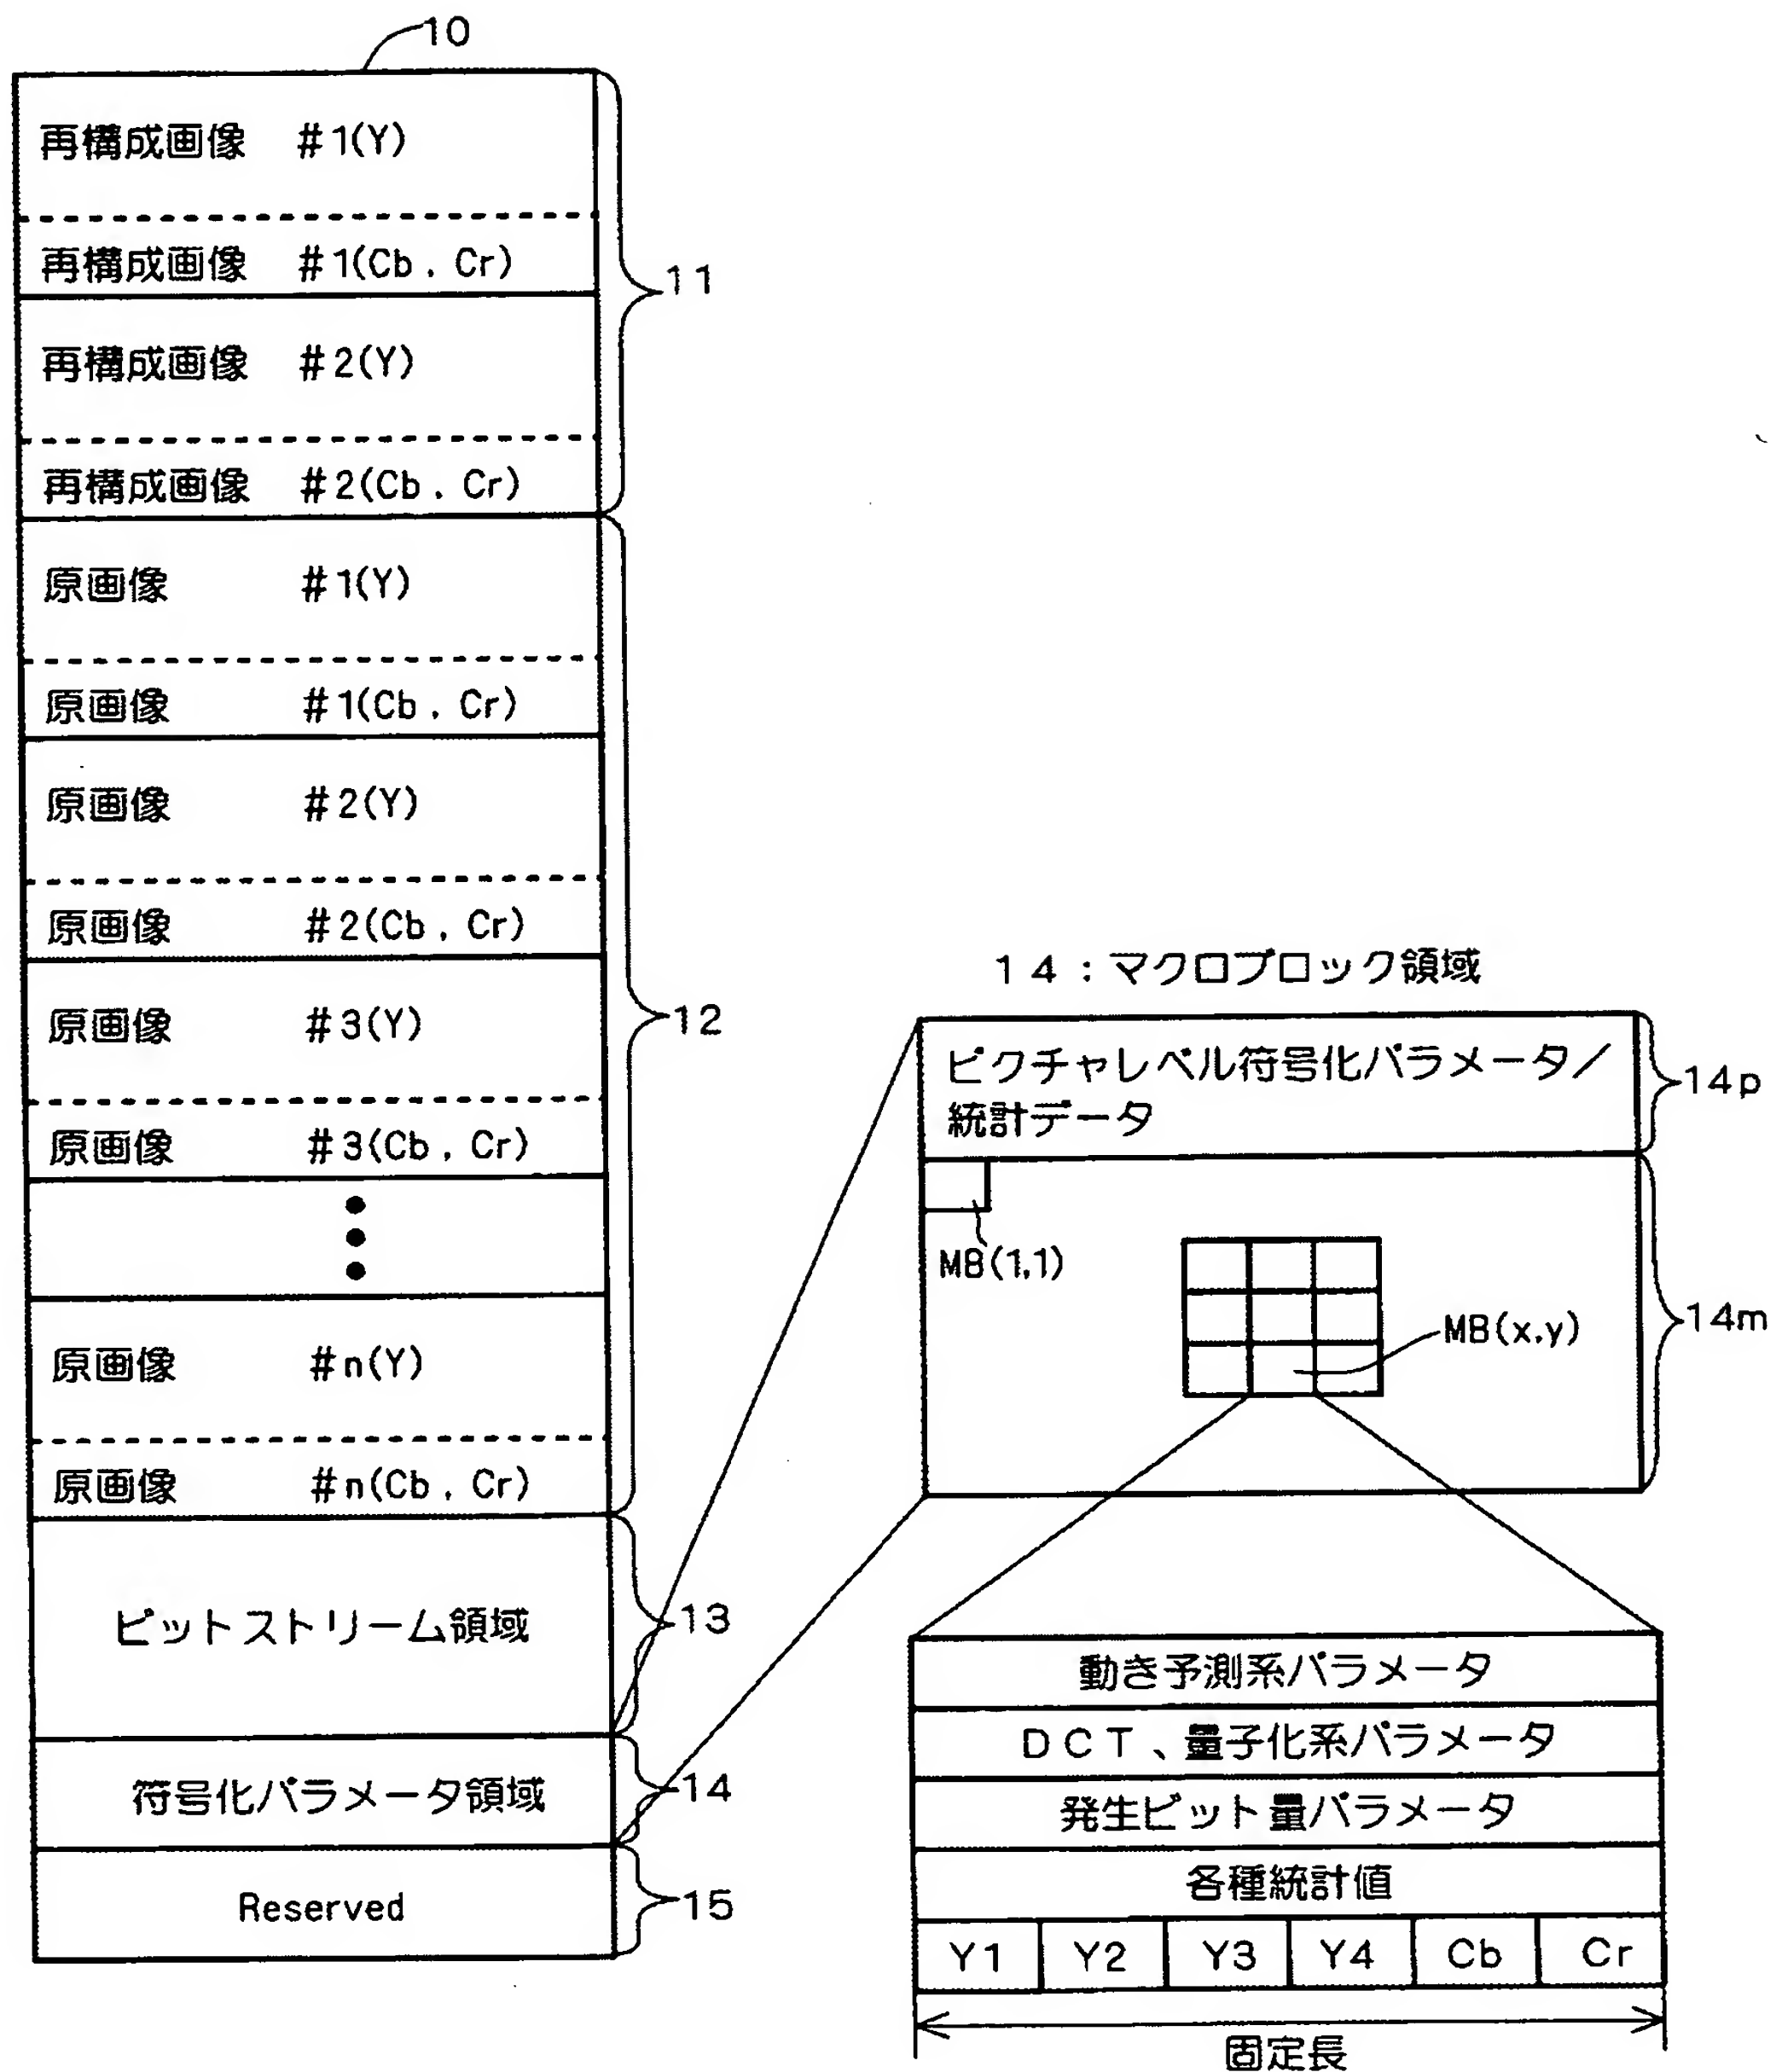 10
再構成画像 #1(Y)
再構成画像 #1(Cb, Cr)
11
再構成画像 #2(Y)
再構成画像 #2(Cb, Cr)
原画像 #1(Y)
原画像 #1(Cb, Cr)
原画像 #2(Y)
原画像 #2(Cb, Cr)
原画像 #3(Y)
12
原画像 #3(Cb, Cr)
原画像 #n(Y)
原画像 #n(Cb, Cr)
ビットストリーム領域
13
符号化パラメータ領域
14
Reserved
15
14:マクロブロック領域
ピクチャレベル符号化パラメータ/
統計データ
14p
MB(1,1)
MB(x,y)
14m
動き予測系パラメータ
DCT、量子化系パラメータ
発生ビット量パラメータ
各種統計値
Y1 Y2 Y3 Y4 Cb Cr
固定長